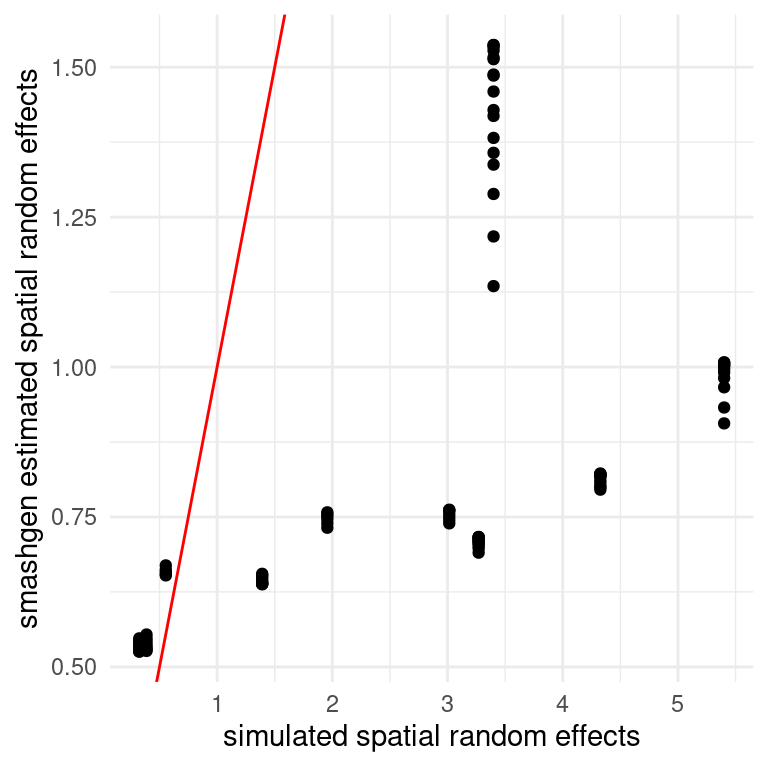 smashgen estimated spatial random effects
1.50
1.25
1.00
0.75
0.50
1 2 3 4 5
simulated spatial random effects